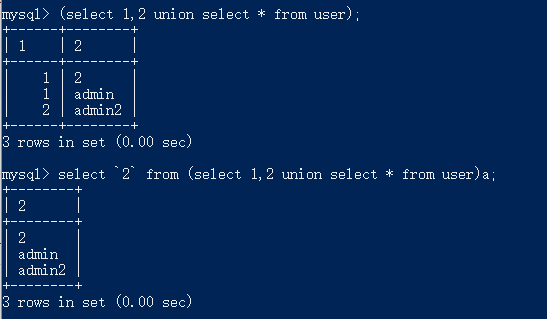 mysql> (select 1,2 union select * from user);
+------+--------+
| 1    | 2      |
+------+--------+
|    1 | 2      |
|    1 | admin  |
|    2 | admin2 |
+------+--------+
3 rows in set (0.00 sec)
mysql> select `2` from (select 1,2 union select * from user)a;
+--------+
| 2      |
+--------+
| 2      |
| admin  |
| admin2 |
+--------+
3 rows in set (0.00 sec)